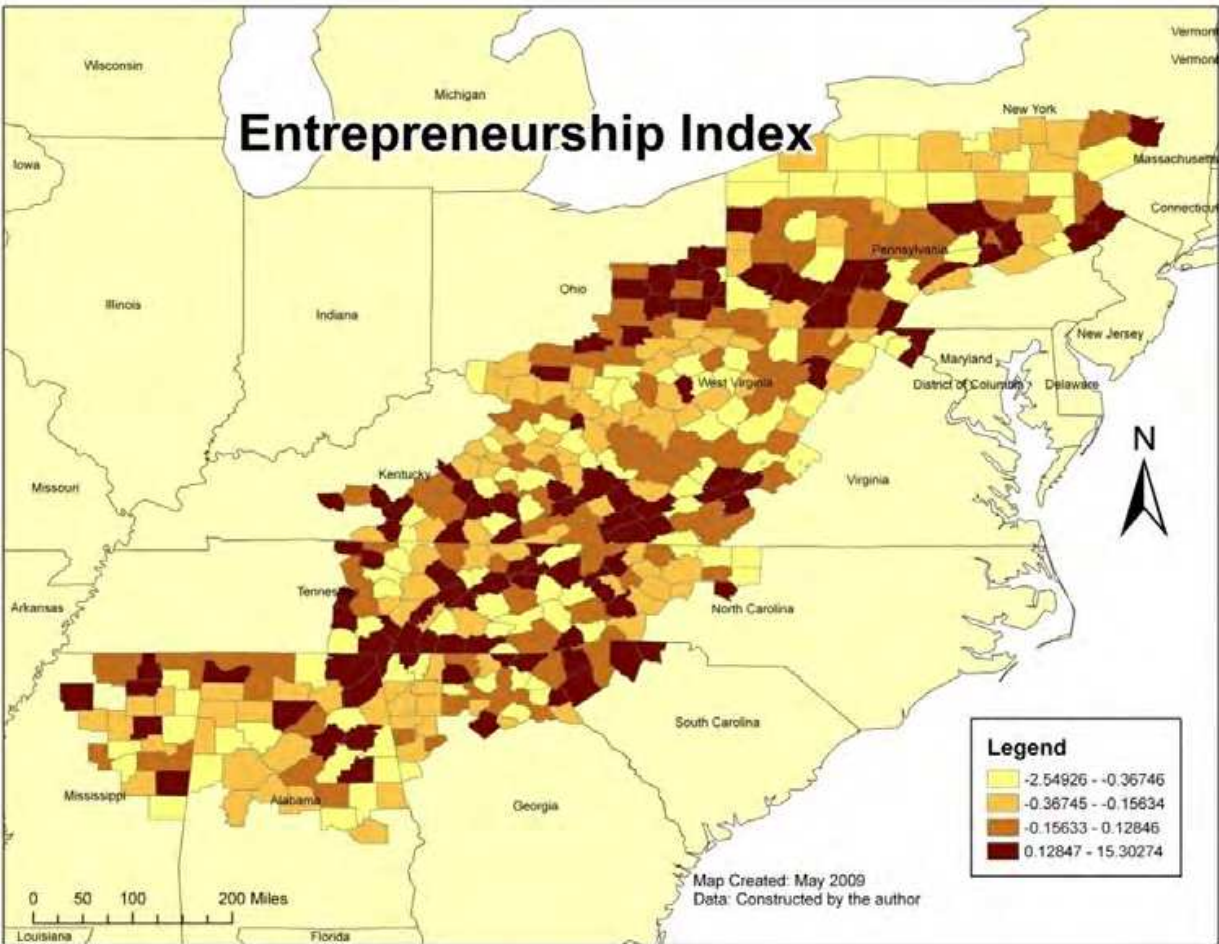 Vermont
Vermont
Wisconsin
Michigan
New York
Entrepreneurship Index
Iowa
Massachusetts
Connecticut
Pennsylvania
Ohio
Illinois
Indiana
New Jersey
Maryland
West Virginia
District of Columbia
Delaware
N
Kentucky
Missouri
Virginia
Tennes
Arkansas
North Carolina
South Carolina
Legend
-2.54926 - -0.36746
-0.36745 - -0.15634
-0.15633 - 0.12846
0.12847 - 15.30274
Mississippi
Alabama
Georgia
Map Created: May 2009
Data: Constructed by the author
0 50 100 200 Miles
Louisiana
Florida